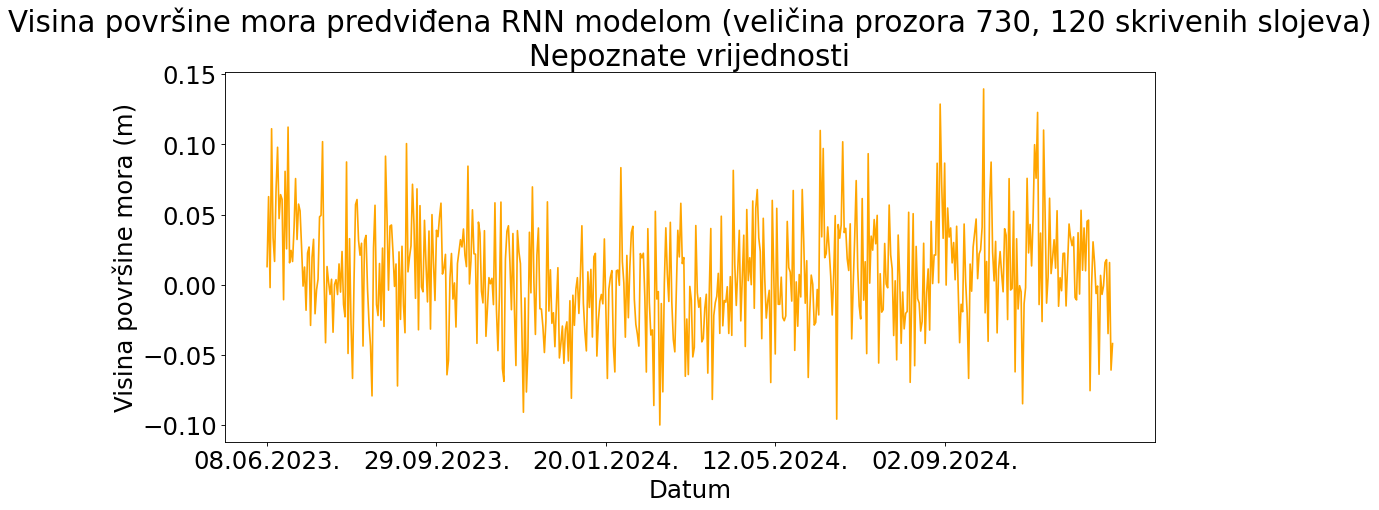 Visina površine mora predviđena RNN modelom (veličina prozora 730, 120 skrivenih slojeva)
Nepoznate vrijednosti
Visina površine mora (m)
0.15
0.10
0.05
0.00
−0.05
−0.10
08.06.2023. 29.09.2023. 20.01.2024. 12.05.2024. 02.09.2024.
Datum